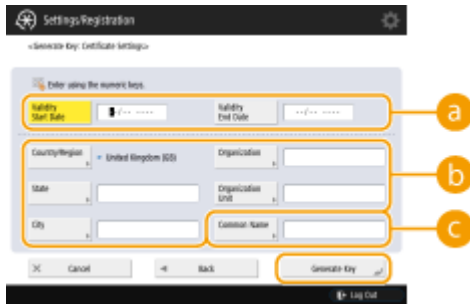 Settings/Registration
<Generate Key: Certificate Settings>
Enter using the numeric keys.
Validity Start Date
--/-- ----
Validity End Date
--/-- ----
a
Country/Region
United Kingdom (GB)
Organization
State
Organization Unit
b
City
Common Name
c
Cancel
Back
Generate Key
Log Out